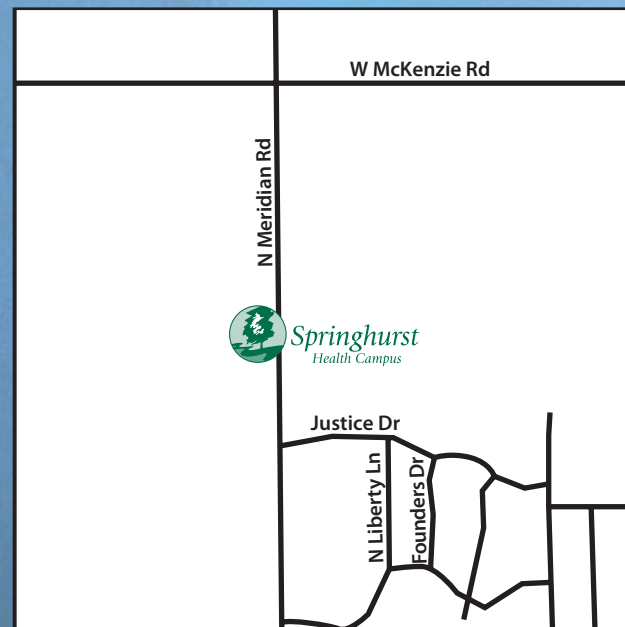 W McKenzie Rd
N Meridian Rd
Springhurst
Health Campus
Justice Dr
N Liberty Ln
Founders Dr